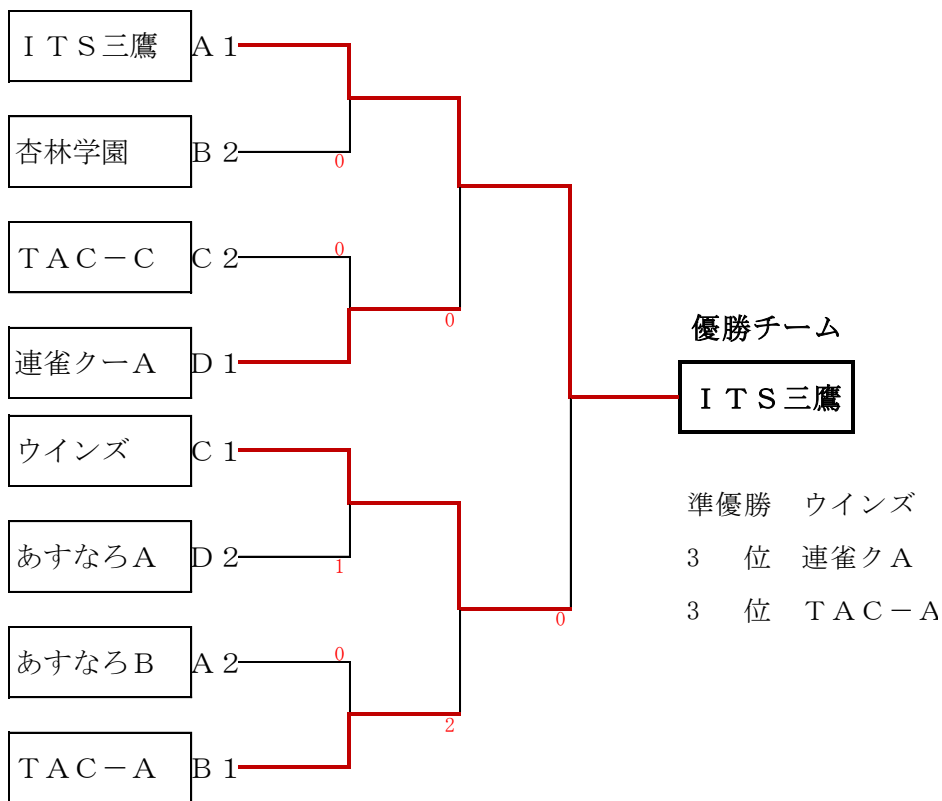 ＩＴＳ三鷹 Ａ１
杏林学園 Ｂ２
0
ＴＡＣ－Ｃ Ｃ２
0
0
連雀クーＡ Ｄ１
優勝チーム
ＩＴＳ三鷹
ウインズ Ｃ１
準優勝 ウインズ
あすなろＡ Ｄ２
1
3 位 連雀クＡ
3 位 ＴＡＣ－Ａ
0
あすなろＢ Ａ２
0
2
ＴＡＣ－Ａ Ｂ１